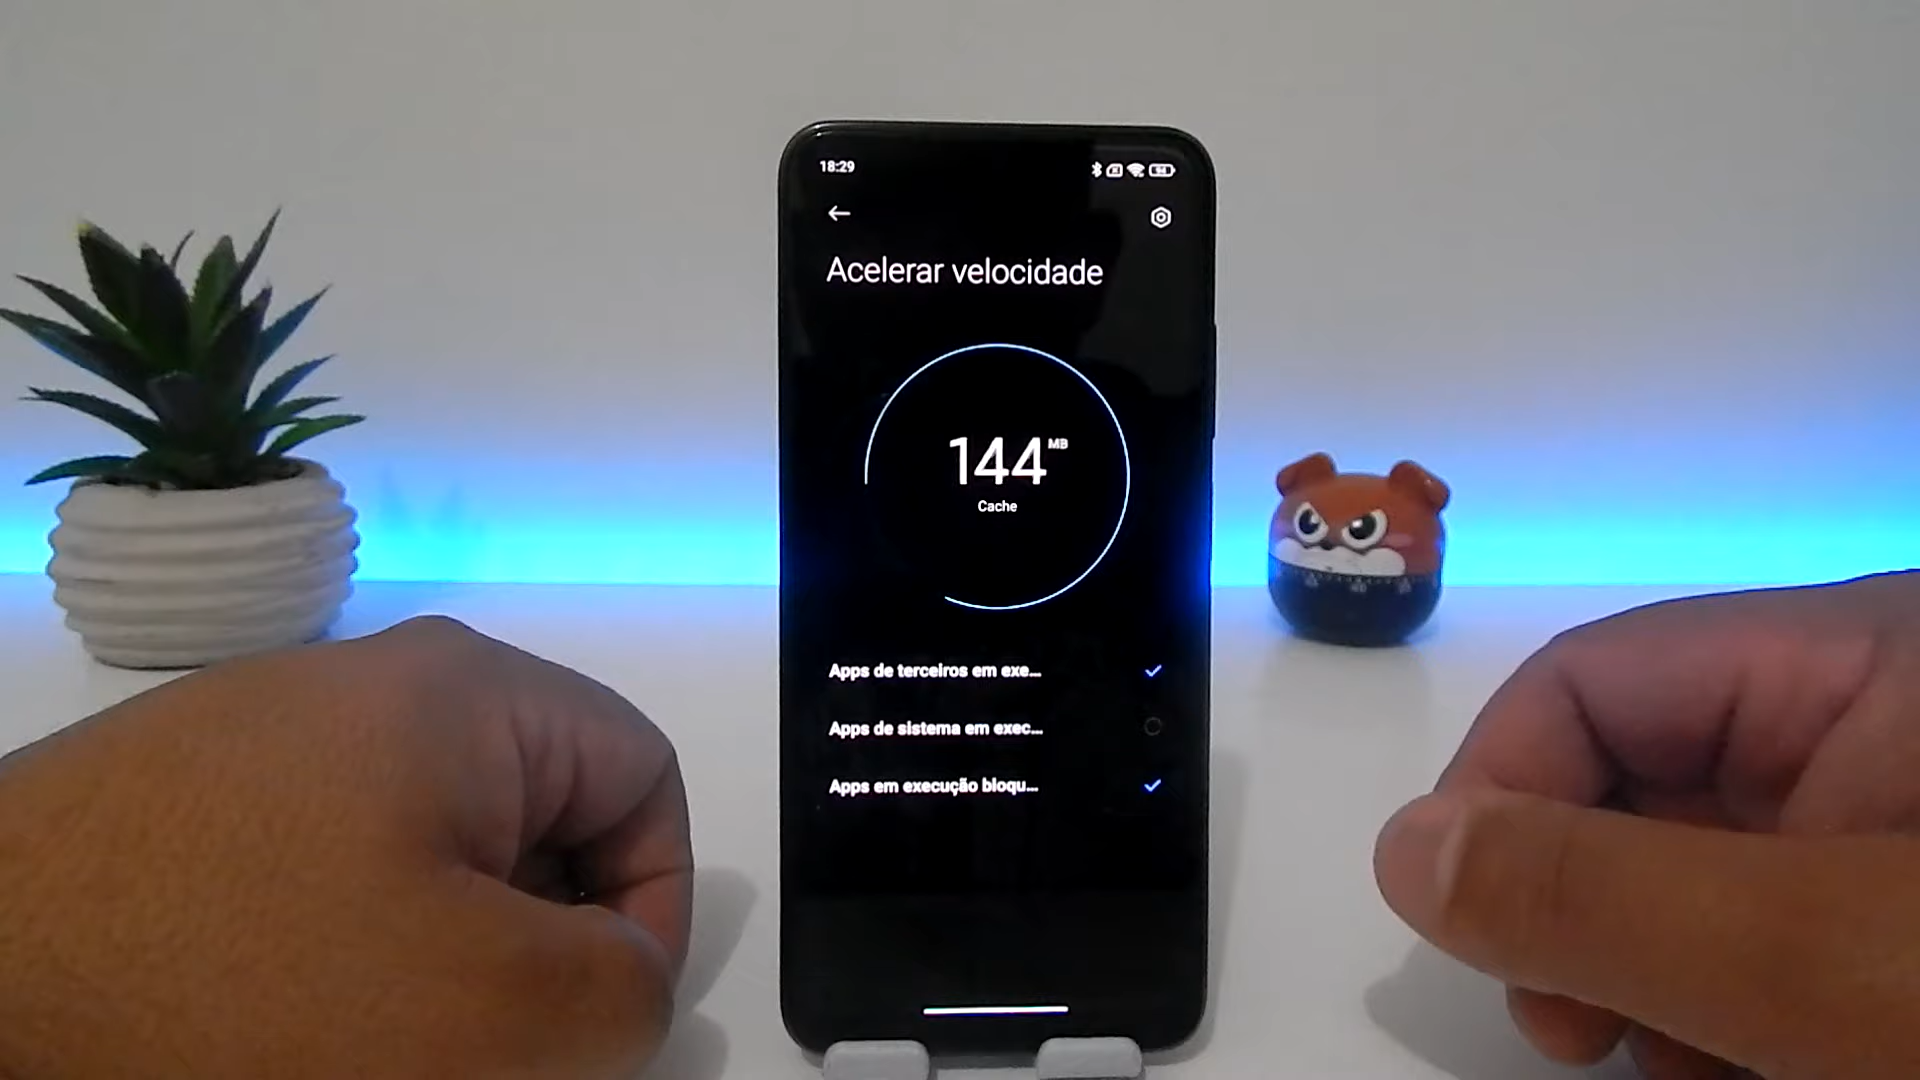 18:29
Acelerar velocidade
144 MB
Cache
Apps de terceiros em exe...
Apps de sistema em exec...
Apps em execução bloqu...